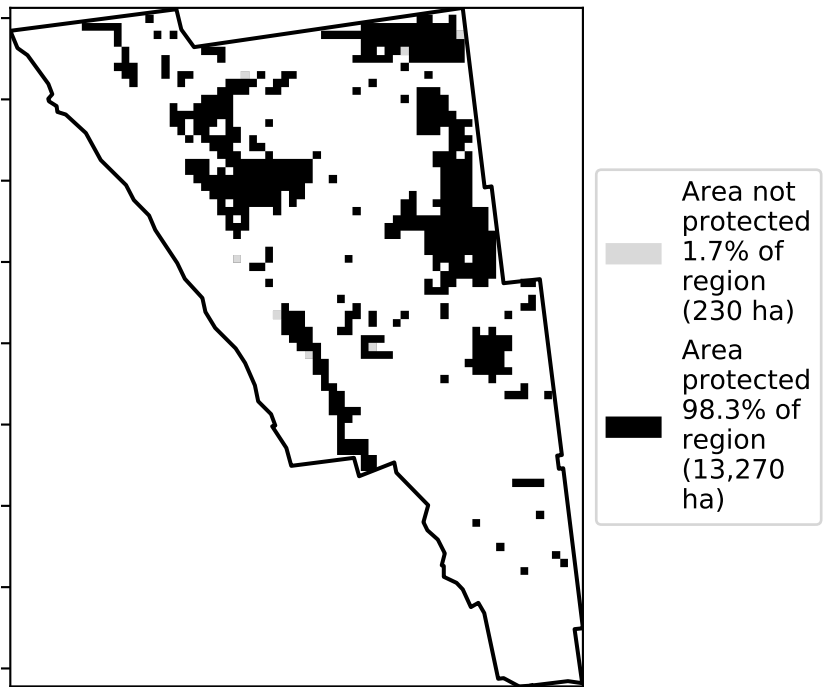 Area not
protected
1.7% of
region
(230 ha)
Area
protected
98.3% of
region
(13,270
ha)